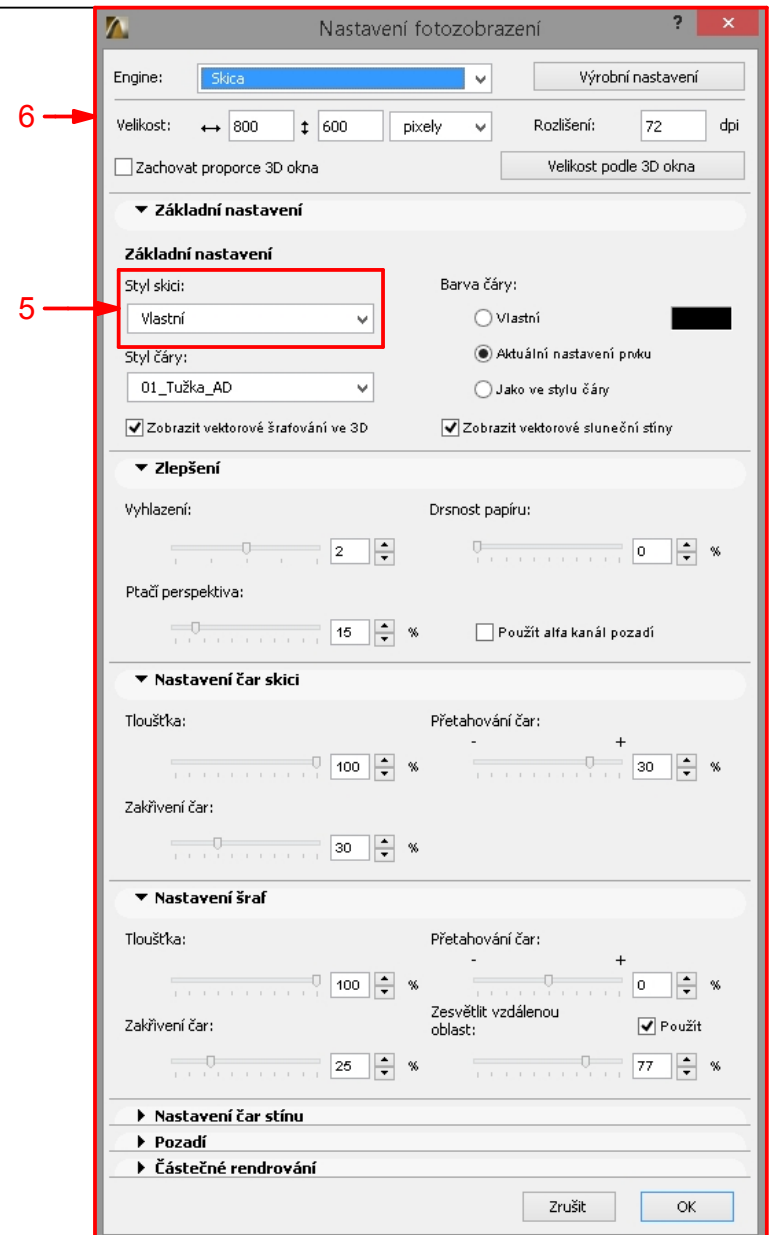 Nastavení fotozobrazení ? ×
Engine: Skica Výrobní nastavení
6
Velikost: 800 600 pixely Rozlišení: 72 dpi
Zachovat proporce 3D okna Velikost podle 3D okna
Základní nastavení
Základní nastavení
Styl skici: Barva čáry:
5
Vlastní Vlastní
Styl čáry: Aktuální nastavení prvku
01_Tužka_AD Jako ve stylu čáry
Zobrazit vektorové šrafování ve 3D Zobrazit vektorové sluneční stíny
Zlepšení
Vyhlazení: Drsnost papíru:
2 0 %
Ptačí perspektiva:
15 % Použít alfa kanál pozadí
Nastavení čar skici
Tloušťka: Přetahování čar:
- +
100 % 30 %
Zakřivení čar:
30 %
Nastavení šraf
Tloušťka: Přetahování čar:
- +
100 % 0 %
Zakřivení čar: Zesvětlit vzdálenou
oblast: Použít
25 % 77 %
Nastavení čar stínu
Pozadí
Částečné rendrování
Zrušit OK